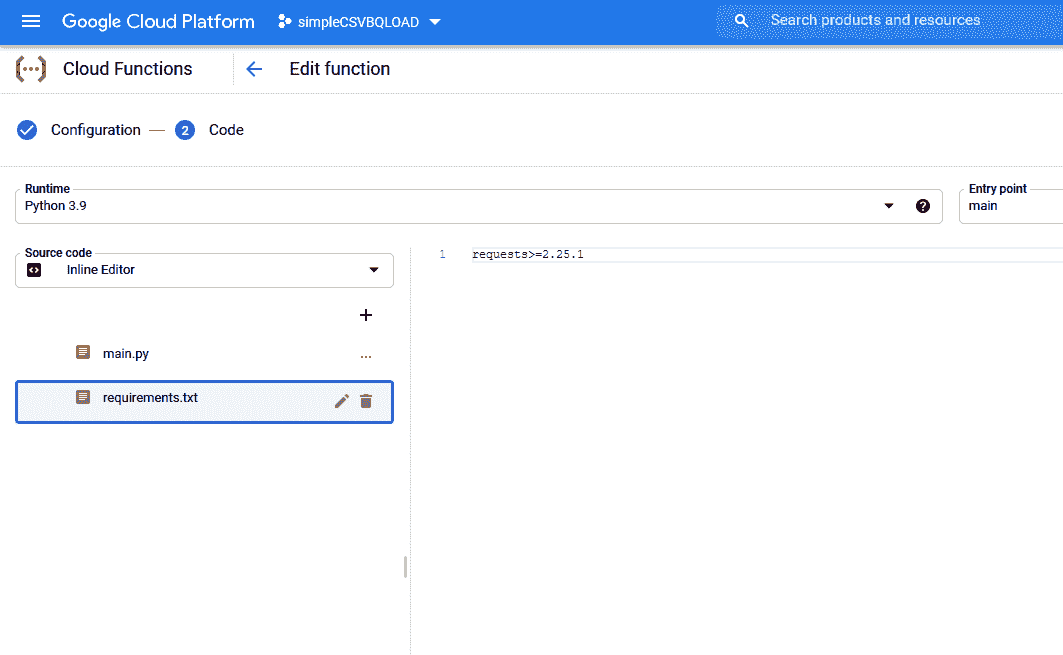 Google Cloud Platform simpleCSVBQLOAD Search products and resources
Cloud Functions Edit function
Configuration — 2 Code
Runtime
Python 3.9
Entry point
main
Source code
Inline Editor
1 requests>=2.25.1
+
main.py ...
requirements.txt